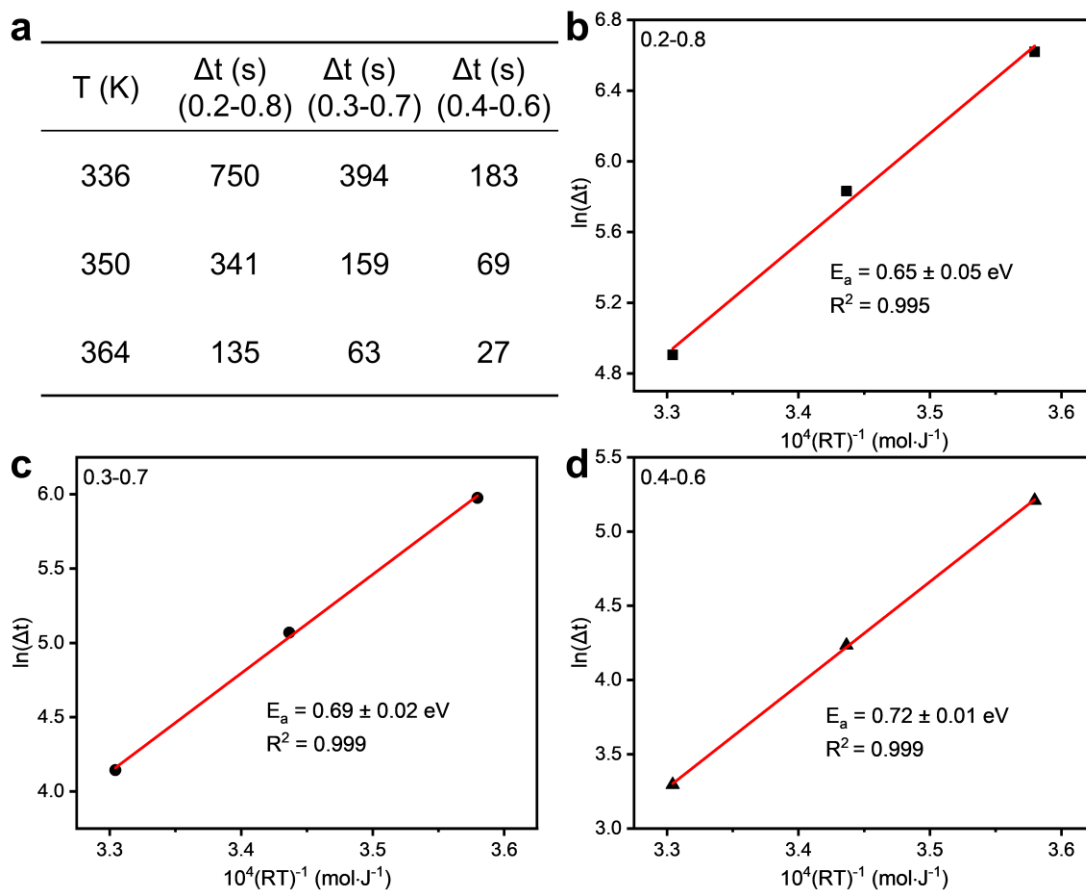 a
T (K) Δt (s) (0.2-0.8) Δt (s) (0.3-0.7) Δt (s) (0.4-0.6)
336 750 394 183
350 341 159 69
364 135 63 27
b
0.2-0.8
6.8
6.4
6.0
5.6
5.2
4.8
ln(Δt)
Eₐ = 0.65 ± 0.05 eV
R² = 0.995
3.3 3.4 3.5 3.6
10⁴(RT)⁻¹ (mol·J⁻¹)
c
0.3-0.7
6.0
5.5
5.0
4.5
4.0
ln(Δt)
Eₐ = 0.69 ± 0.02 eV
R² = 0.999
3.3 3.4 3.5 3.6
10⁴(RT)⁻¹ (mol·J⁻¹)
d
0.4-0.6
5.5
5.0
4.5
4.0
3.5
3.0
ln(Δt)
Eₐ = 0.72 ± 0.01 eV
R² = 0.999
3.3 3.4 3.5 3.6
10⁴(RT)⁻¹ (mol·J⁻¹)